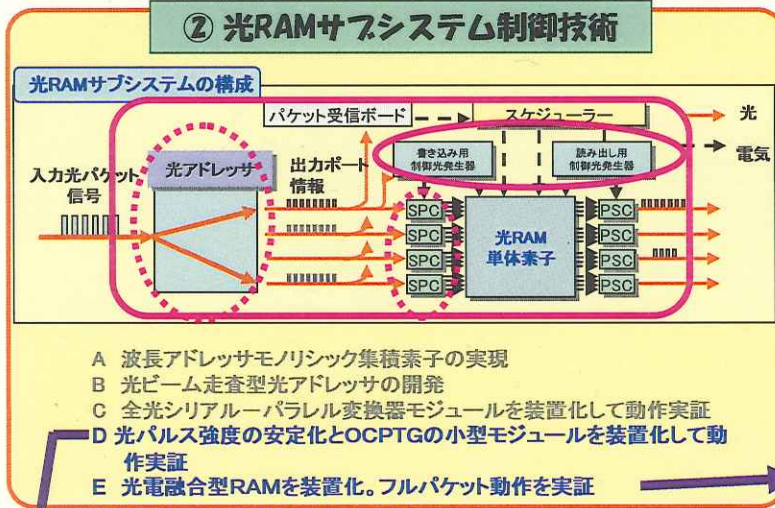 ② 光RAMサブシステム制御技術
光RAMサブシステムの構成
パケット受信ボード
スケジューラー
光
電気
書き込み用
制御光発生器
読み出し用
制御光発生器
入力光パケット
信号
光アドレッサ
出力ポート
情報
SPC
SPC
SPC
SPC
光RAM
単体素子
PSC
PSC
PSC
PSC
A 波長アドレッサモノリシック集積素子の実現
B 光ビーム走査型光アドレッサの開発
C 全光シリアルーパラレル変換器モジュールを装置化して動作実証
D 光パルス強度の安定化とOCPTGの小型モジュールを装置化して動
作実証
E 光電融合型RAMを装置化。フルパケット動作を実証